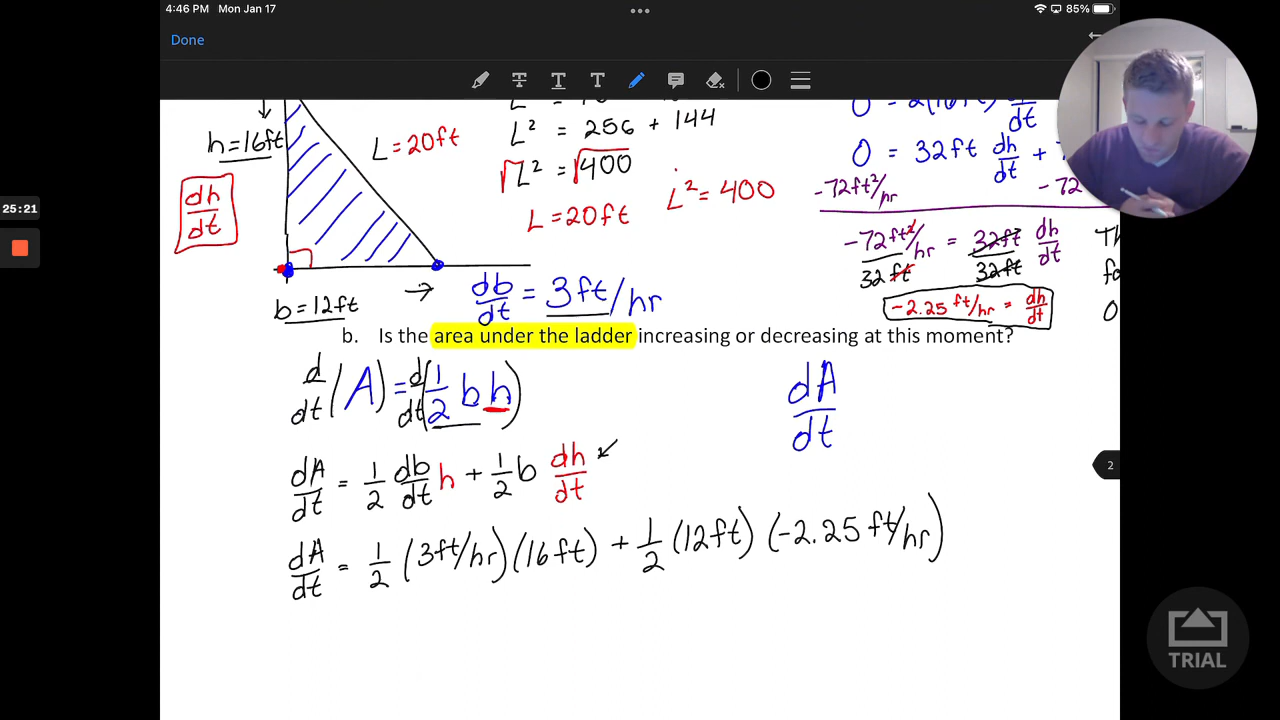 4:46 PM Mon Jan 17
85%
Done
h = 16ft
L = 20ft
dh/dt
b = 12ft
L² = 256 + 144
√L² = √400
L = 20ft
L² = 400
db/dt = 3ft/hr
dt
0 = 32ft dh/dt +
-72ft²/hr -72
-72ft²/hr / 32ft = 32ft/32ft dh/dt
-2.25 ft/hr = dh/dt
25:21
b. Is the area under the ladder increasing or decreasing at this moment?
d/dt (A) = d/dt (1/2 b h)
dA/dt
dA/dt = 1/2 db/dt h + 1/2 b dh/dt
dA/dt = 1/2 (3ft/hr)(16ft) + 1/2 (12ft) (-2.25 ft/hr)
2
TRIAL